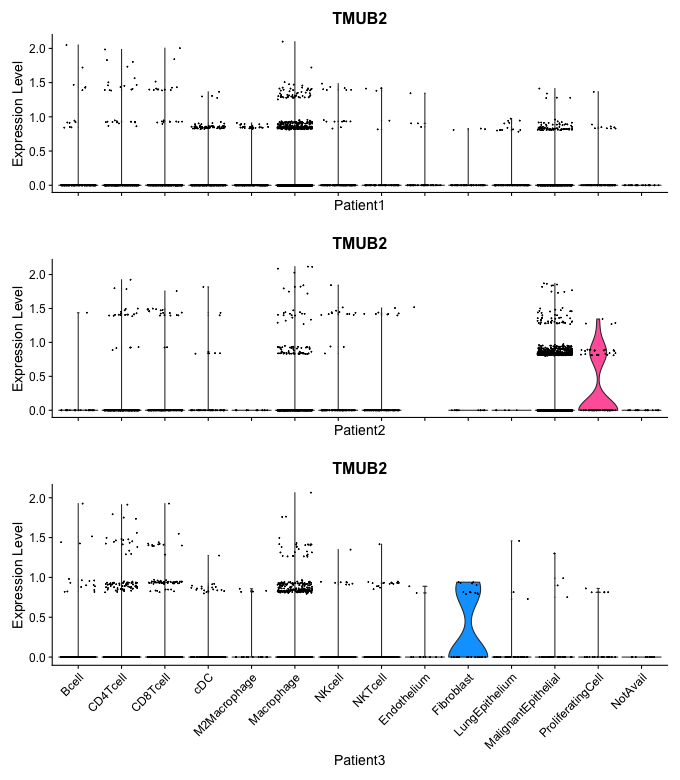 TMUB2
Expression Level
2.0
1.5
1.0
0.5
0.0
Patient1
TMUB2
Expression Level
2.0
1.5
1.0
0.5
0.0
Patient2
TMUB2
Expression Level
2.0
1.5
1.0
0.5
0.0
Bcell
CD4Tcell
CD8Tcell
cDC
M2Macrophage
Macrophage
NKcell
NKTcell
Endothelium
Fibroblast
LungEpithelium
MalignantEpithelial
ProliferatingCell
NotAvail
Patient3